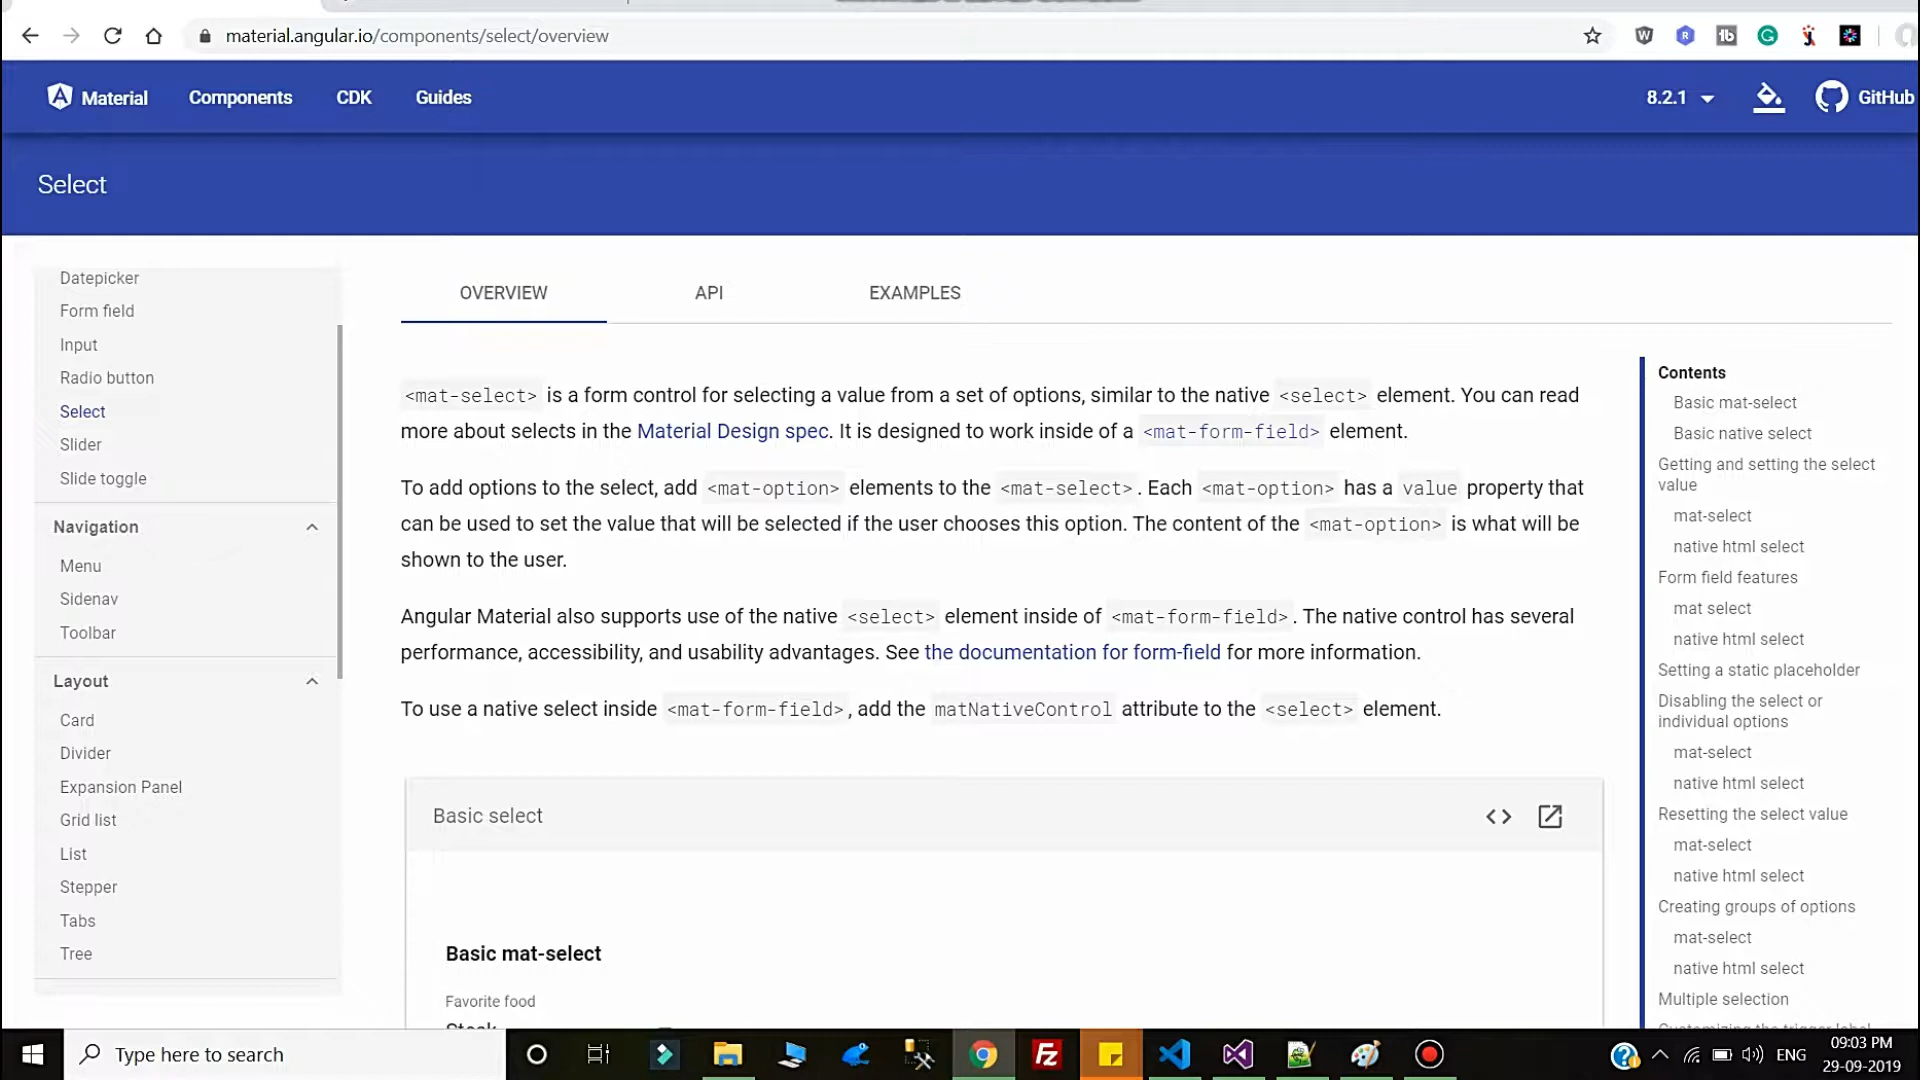 material.angular.io/components/select/overview
Material Components CDK Guides 8.2.1 GitHub
Select
Datepicker
Form field
Input
Radio button
Select
Slider
Slide toggle
Navigation
Menu
Sidenav
Toolbar
Layout
Card
Divider
Expansion Panel
Grid list
List
Stepper
Tabs
Tree
OVERVIEW API EXAMPLES
<mat-select> is a form control for selecting a value from a set of options, similar to the native <select> element. You can read
more about selects in the Material Design spec. It is designed to work inside of a <mat-form-field> element.
To add options to the select, add <mat-option> elements to the <mat-select>. Each <mat-option> has a value property that
can be used to set the value that will be selected if the user chooses this option. The content of the <mat-option> is what will be
shown to the user.
Angular Material also supports use of the native <select> element inside of <mat-form-field>. The native control has several
performance, accessibility, and usability advantages. See the documentation for form-field for more information.
To use a native select inside <mat-form-field>, add the matNativeControl attribute to the <select> element.
Basic select
Basic mat-select
Favorite food
Steak
Contents
Basic mat-select
Basic native select
Getting and setting the select
value
mat-select
native html select
Form field features
mat select
native html select
Setting a static placeholder
Disabling the select or
individual options
mat-select
native html select
Resetting the select value
mat-select
native html select
Creating groups of options
mat-select
native html select
Multiple selection
Customizing the trigger label
Type here to search
ENG
09:03 PM
29-09-2019